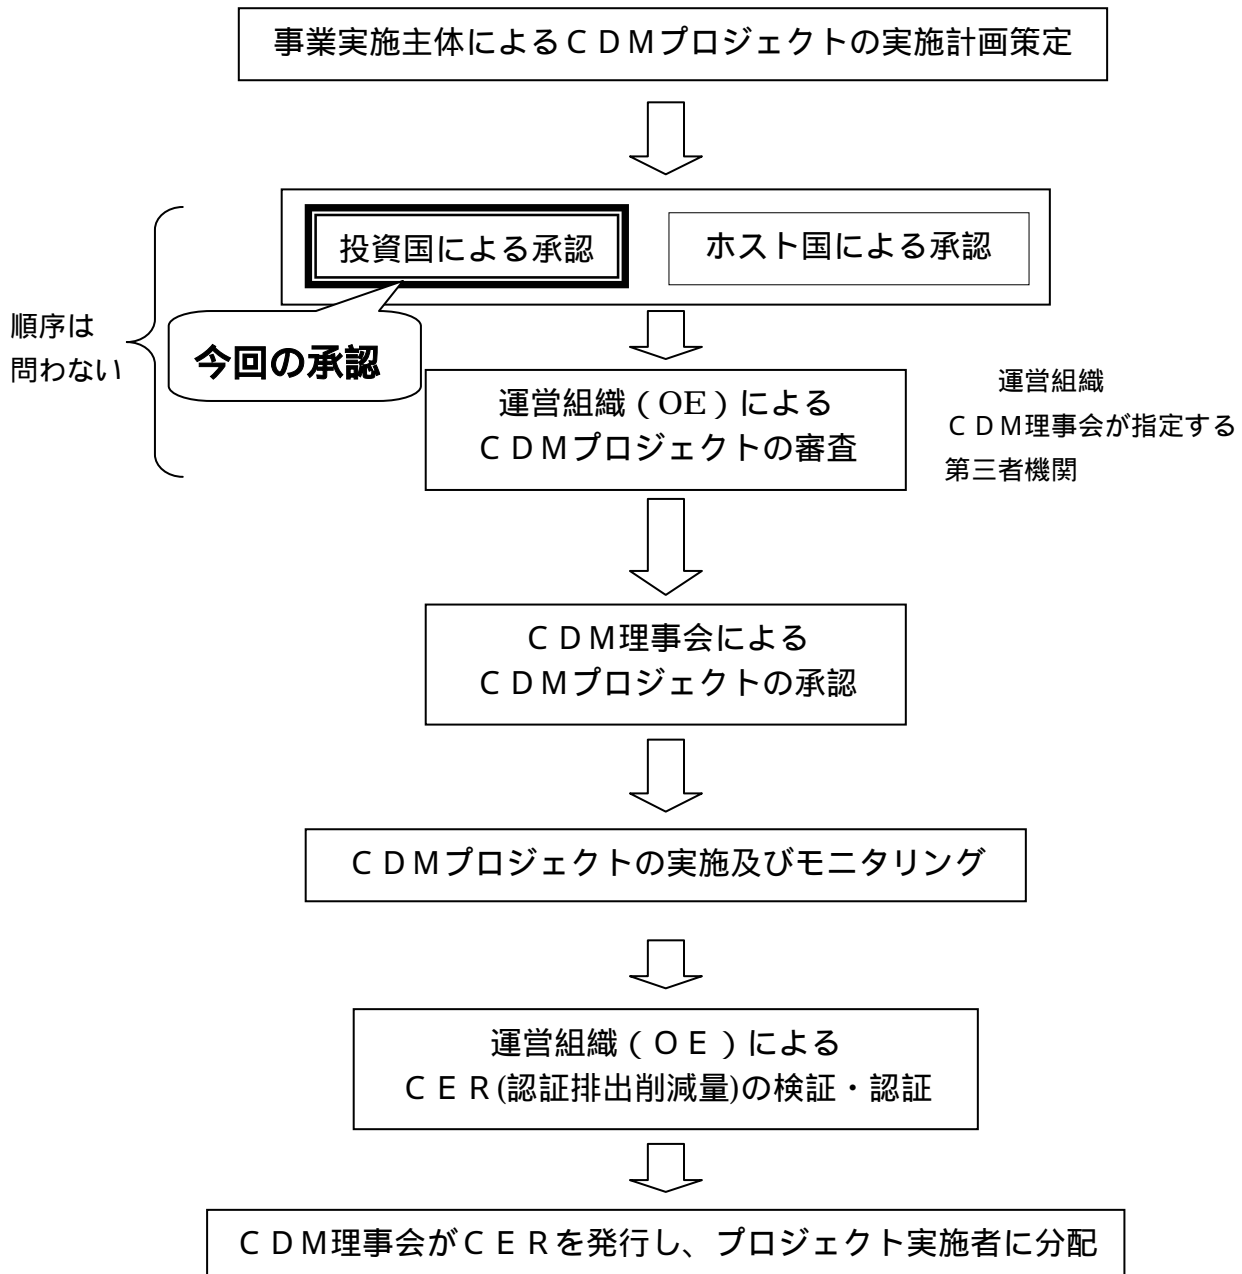 事業実施主体によるＣＤＭプロジェクトの実施計画策定
投資国による承認
ホスト国による承認
順序は
問わない
今回の承認
運営組織（OE）による
ＣＤＭプロジェクトの審査
運営組織
ＣＤＭ理事会が指定する
第三者機関
ＣＤＭ理事会による
ＣＤＭプロジェクトの承認
ＣＤＭプロジェクトの実施及びモニタリング
運営組織（ＯＥ）による
ＣＥＲ(認証排出削減量)の検証・認証
ＣＤＭ理事会がＣＥＲを発行し、プロジェクト実施者に分配